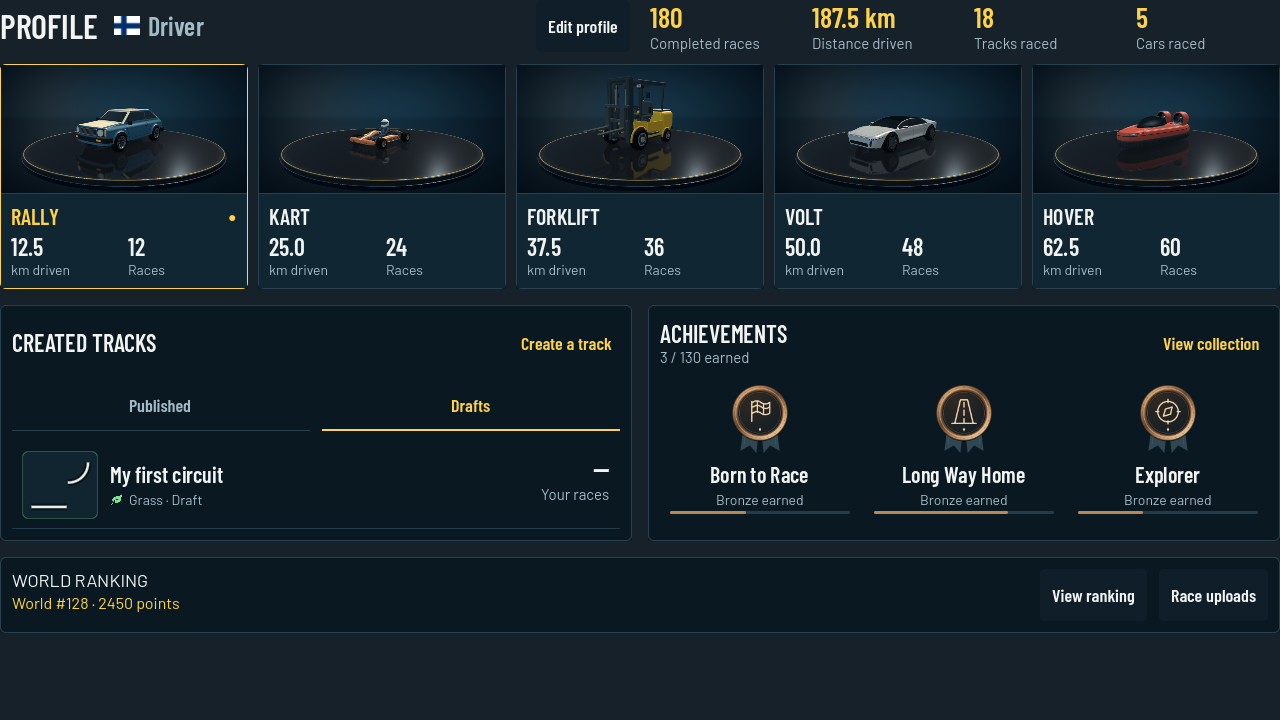 PROFILE
Driver
Edit profile
180
Completed races
187.5 km
Distance driven
18
Tracks raced
5
Cars raced
RALLY
12.5
km driven
12
Races
KART
25.0
km driven
24
Races
FORKLIFT
37.5
km driven
36
Races
VOLT
50.0
km driven
48
Races
HOVER
62.5
km driven
60
Races
CREATED TRACKS
Create a track
Published
Drafts
My first circuit
Grass · Draft
—
Your races
ACHIEVEMENTS
3 / 130 earned
View collection
Born to Race
Bronze earned
Long Way Home
Bronze earned
Explorer
Bronze earned
WORLD RANKING
World #128 · 2450 points
View ranking
Race uploads